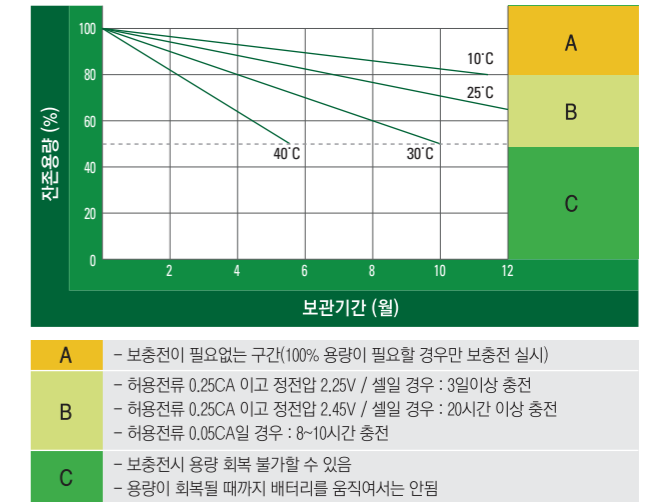 100
80
60
40
20
0
잔존용량 (%)
10˚C
25˚C
30˚C
40˚C
A
B
C
2 4 6 8 10 12
보관기간 (월)
A
- 보충전이 필요없는 구간(100% 용량이 필요할 경우만 보충전 실시)
B
- 허용전류 0.25CA 이고 정전압 2.25V / 셀일 경우 : 3일이상 충전
- 허용전류 0.25CA 이고 정전압 2.45V / 셀일 경우 : 20시간 이상 충전
- 허용전류 0.05CA일 경우 : 8~10시간 충전
C
- 보충전시 용량 회복 불가할 수 있음
- 용량이 회복될 때까지 배터리를 움직여서는 안됨